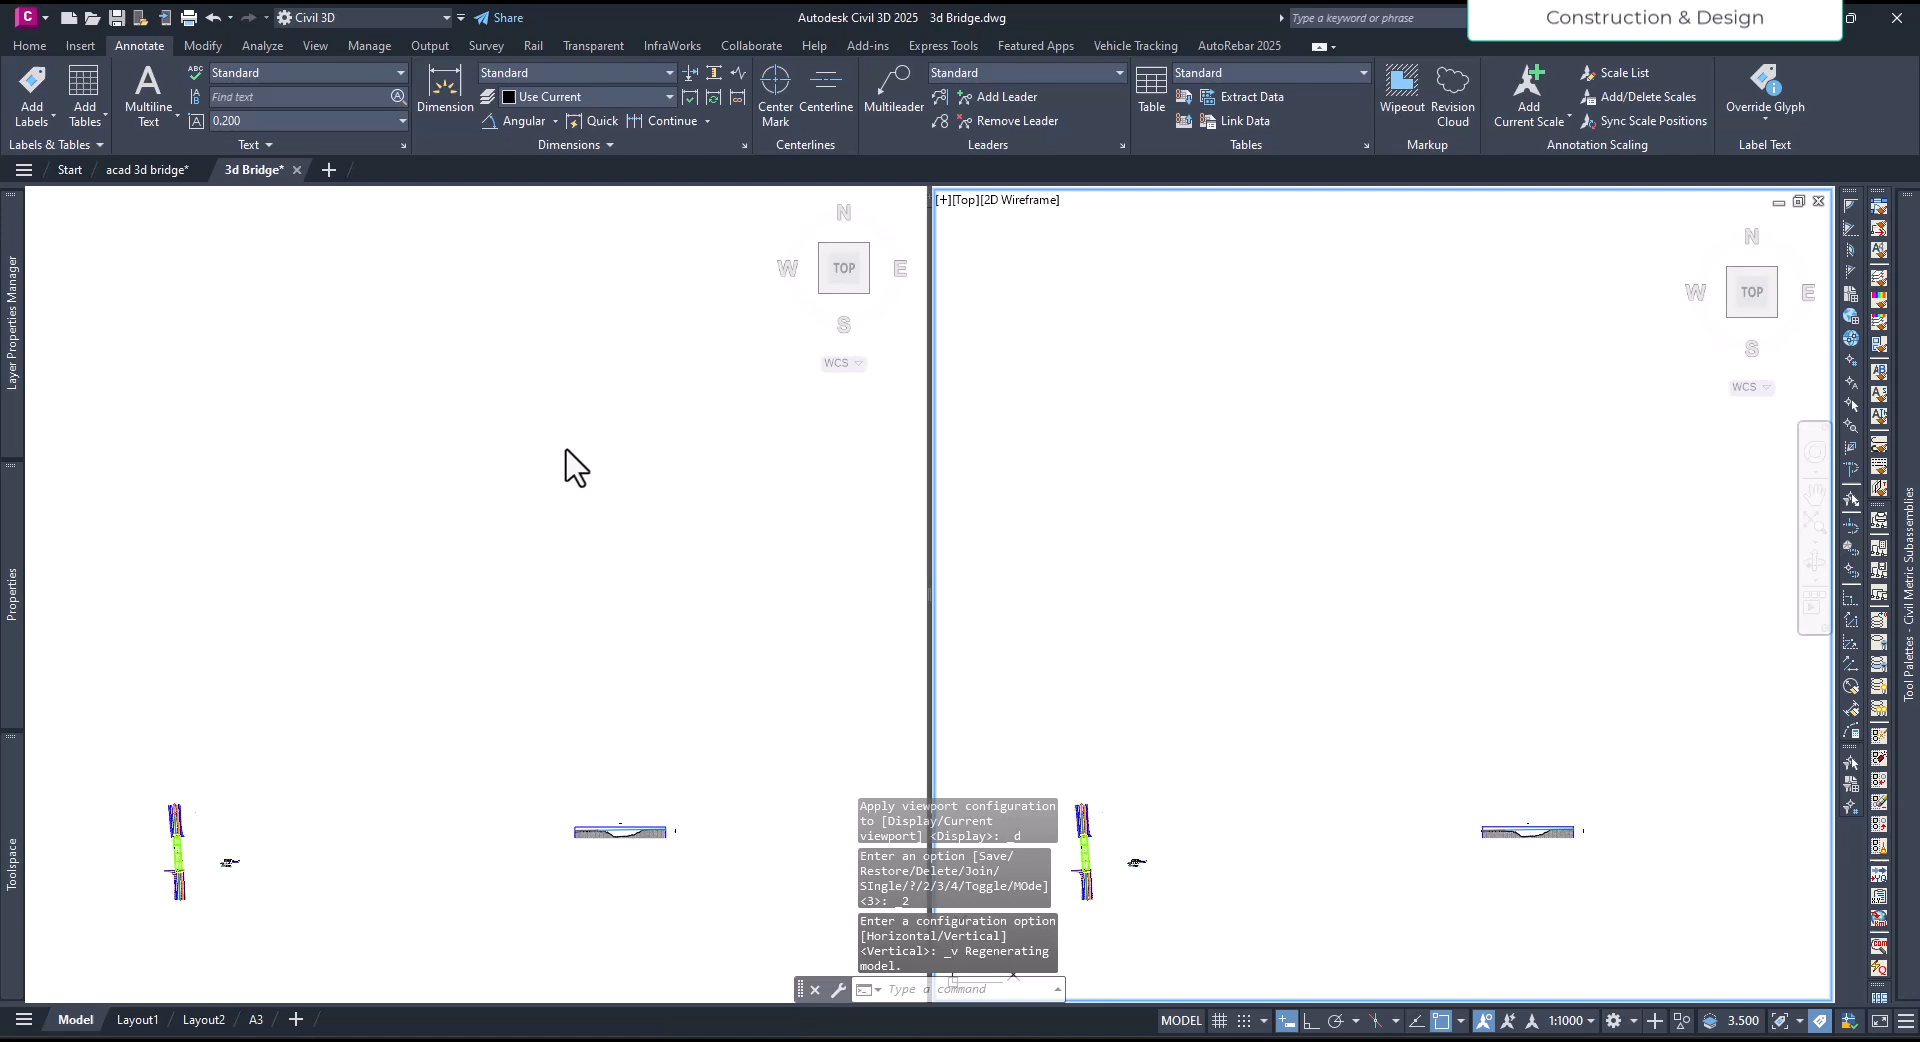 Civil 3D
Share
Autodesk Civil 3D 2025
3d Bridge.dwg
Type a keyword or phrase
Construction & Design
Home
Insert
Annotate
Modify
Analyze
View
Manage
Output
Survey
Rail
Transparent
InfraWorks
Collaborate
Help
Add-ins
Express Tools
Featured Apps
Vehicle Tracking
AutoRebar 2025
Add
Labels
Add
Tables
Labels & Tables
Multiline
Text
ABC
Standard
Find text
0.200
Text
Dimension
Standard
Use Current
Angular
Quick
Continue
Dimensions
Center
Mark
Centerline
Centerlines
Multileader
Standard
Add Leader
Remove Leader
Leaders
Table
Standard
Extract Data
Link Data
Tables
Wipeout
Revision
Cloud
Markup
Add
Current Scale
Scale List
Add/Delete Scales
Sync Scale Positions
Annotation Scaling
Override Glyph
Label Text
Start
acad 3d bridge*
3d Bridge*
Layer Properties Manager
Properties
Toolspace
N
W
TOP
E
S
WCS
[+][Top][2D Wireframe]
N
W
TOP
E
S
WCS
Tool Palettes - Civil Metric Subassemblies
Apply viewport configuration
to [Display/Current
viewport] <Display>: _d
Enter an option [Save/
Restore/Delete/Join/
SIngle/?/2/3/4/Toggle/MOde]
<3>: _2
Enter a configuration option
[Horizontal/Vertical]
<Vertical>: _v Regenerating
model.
Type a command
Model
Layout1
Layout2
A3
MODEL
1:1000
3.500